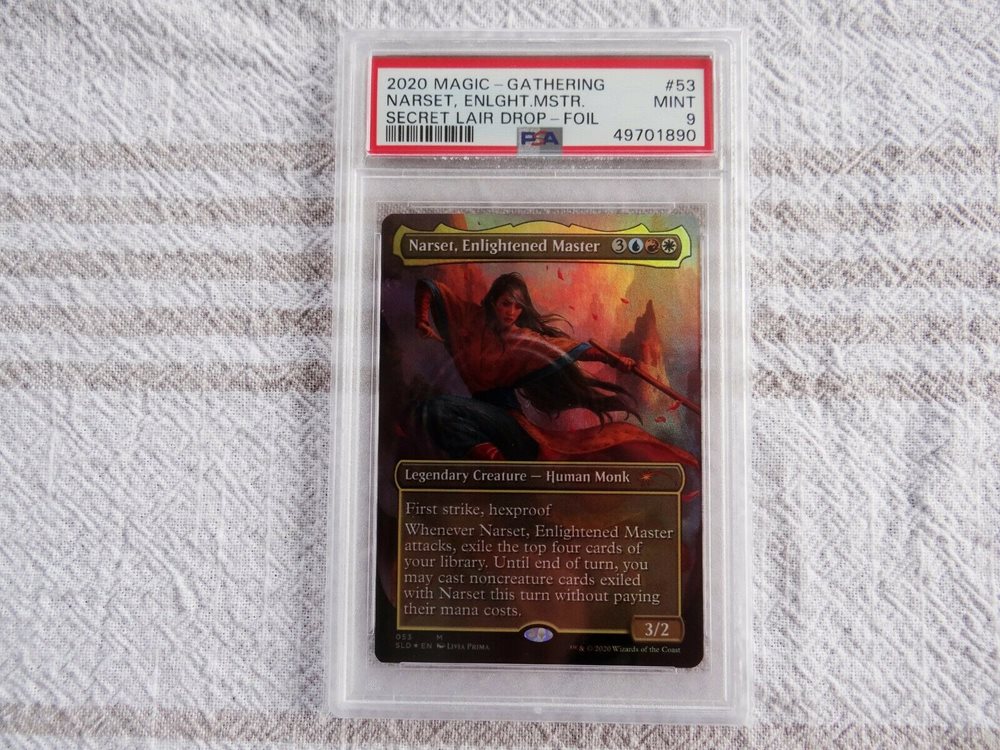 2020 MAGIC - GATHERING #53
NARSET, ENLGHT.MSTR. MINT
SECRET LAIR DROP - FOIL 9
PSA 49701890
Narset, Enlightened Master 3
Legendary Creature — Human Monk
First strike, hexproof
Whenever Narset, Enlightened Master
attacks, exile the top four cards of
your library. Until end of turn, you
may cast noncreature cards exiled
with Narset this turn without paying
their mana costs.
3/2
053 M
SLD ★ EN LIVIA PRIMA
™ & © 2020 Wizards of the Coast